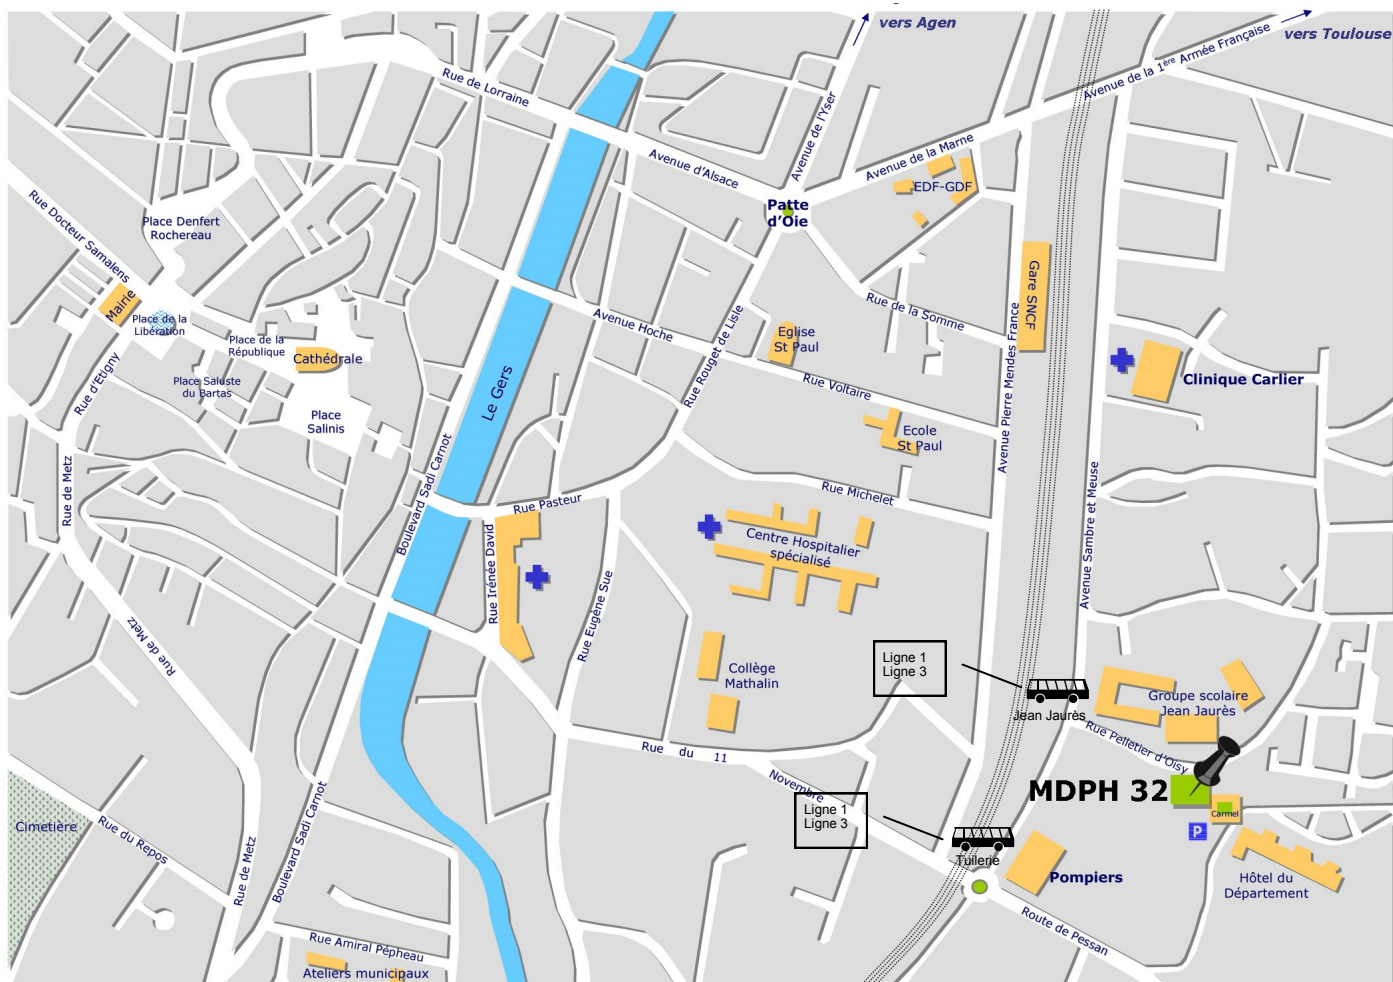 vers Agen
vers Toulouse
Avenue de la 1ère Armée Française
Rue de Lorraine
Avenue de l'Yser
Avenue de la Marne
Avenue d'Alsace
EDF-GDF
Patte
d'Oie
Rue Docteur Samalens
Place Denfert
Rochereau
Mairie
Place de la
Libération
Place de la
République
Cathédrale
Place Saluste
du Bartas
Place
Salinis
Rue d'Etigny
Rue de Metz
Le Gers
Boulevard Sadi Carnot
Avenue Hoche
Rue Rouget de Lisle
Eglise
St Paul
Rue de la Somme
Rue Voltaire
Gare SNCF
Avenue Pierre Mendes France
Clinique Carlier
Ecole
St Paul
Rue Michelet
Rue Pasteur
Rue Irénée David
Centre Hospitalier
spécialisé
Rue Eugène Sue
Avenue Sambre et Meuse
Rue de Metz
Ligne 1
Ligne 3
Collège
Mathalin
Jean Jaurès
Groupe scolaire
Jean Jaurès
Rue Pelletier d'Oisy
Rue du 11
Novembre
MDPH 32
Carmel
P
Ligne 1
Ligne 3
Tuilerie
Pompiers
Hôtel du
Département
Route de Pessan
Cimetière
Rue du Repos
Rue de Metz
Boulevard Sadi Carnot
Rue Amiral Pépheau
Ateliers municipaux